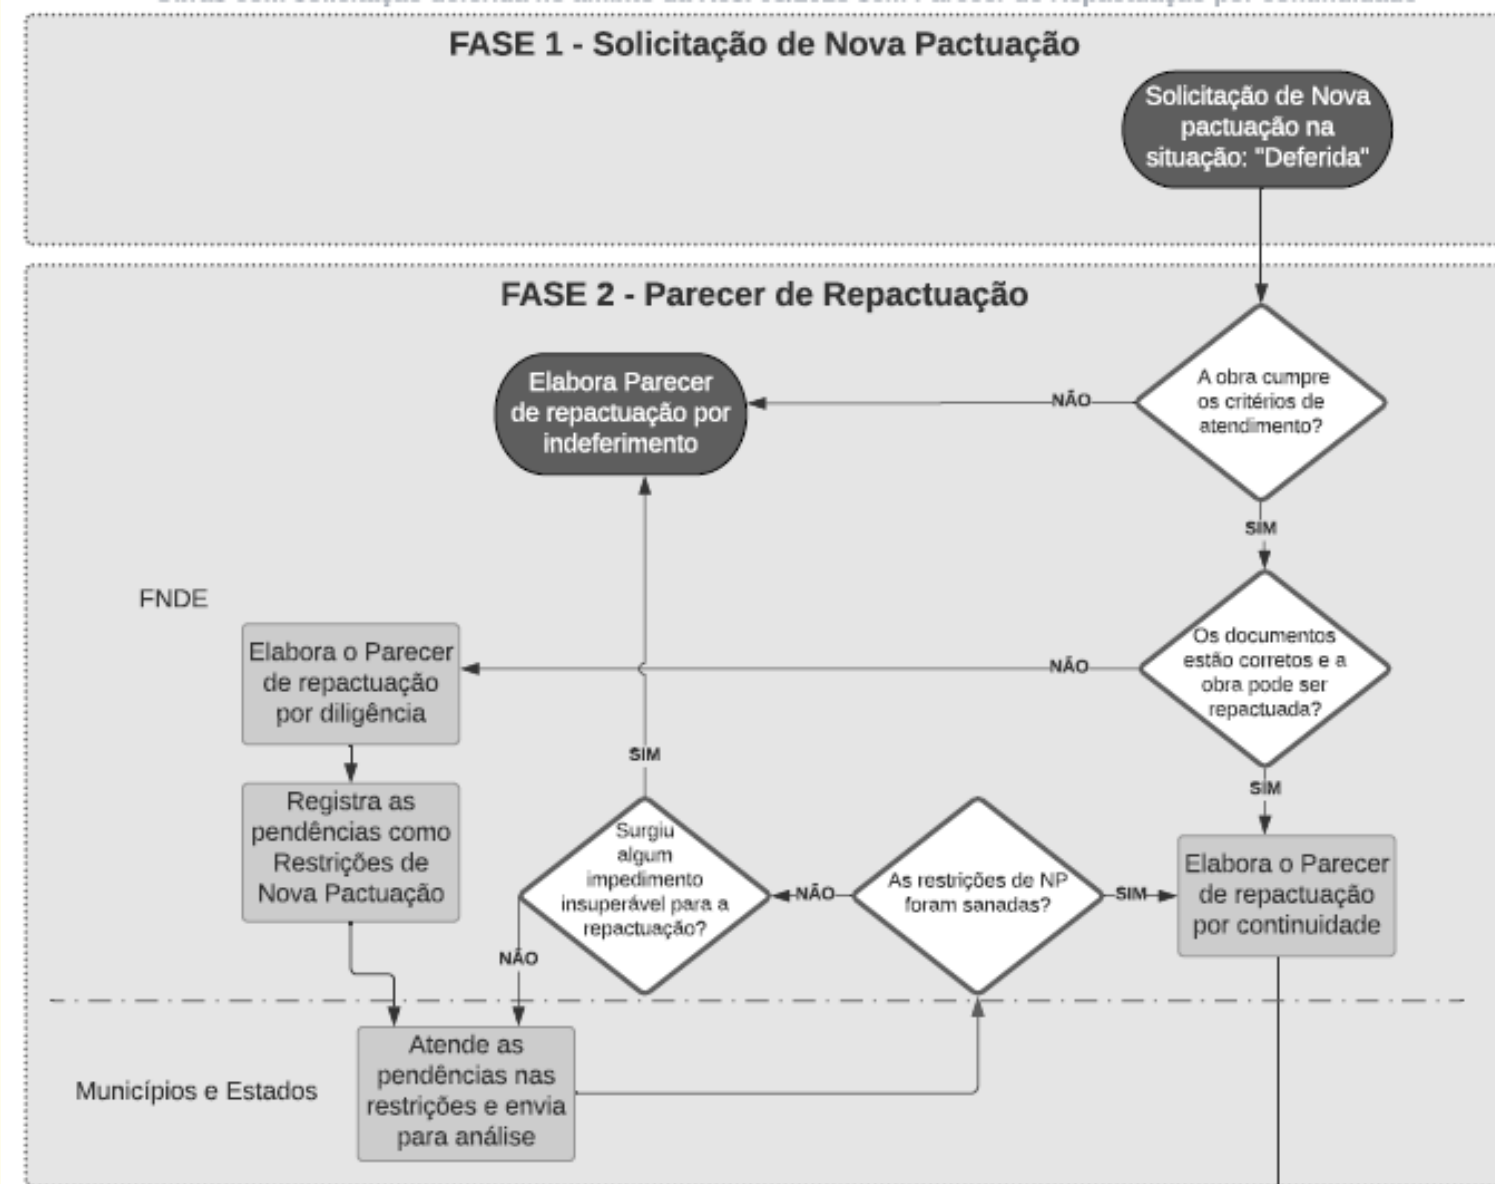 FASE 1 - Solicitação de Nova Pactuação
Solicitação de Nova
pactuação na
situação: "Deferida"
FASE 2 - Parecer de Repactuação
Elabora Parecer
de repactuação por
indeferimento
NÃO
A obra cumpre
os critérios de
atendimento?
SIM
FNDE
Elabora o Parecer
de repactuação
por diligência
NÃO
Os documentos
estão corretos e a
obra pode ser
repactuada?
SIM
SIM
Registra as
pendências como
Restrições de
Nova Pactuação
Surgiu
algum
impedimento
insuperável para a
repactuação?
NÃO
As restrições de NP
foram sanadas?
SIM
Elabora o Parecer
de repactuação
por continuidade
NÃO
Municípios e Estados
Atende as
pendências nas
restrições e envia
para análise